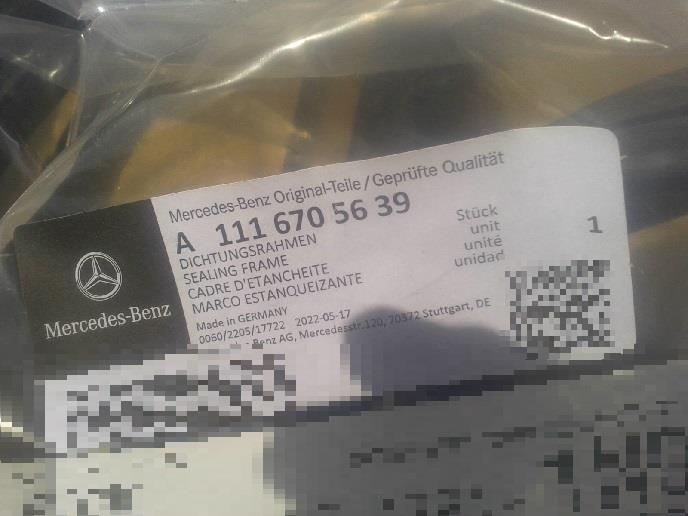 Mercedes-Benz Original-Teile / Geprüfte Qualität
A 111 670 56 39
DICHTUNGSRAHMEN
SEALING FRAME
CADRE D'ETANCHEITE
MARCO ESTANQUEIZANTE
Stück
unit
unité
unidad
1
Made in GERMANY
0060/2205/17722 2022-05-17
Benz AG, Mercedesstr.120, 70372 Stuttgart, DE
Mercedes-Benz